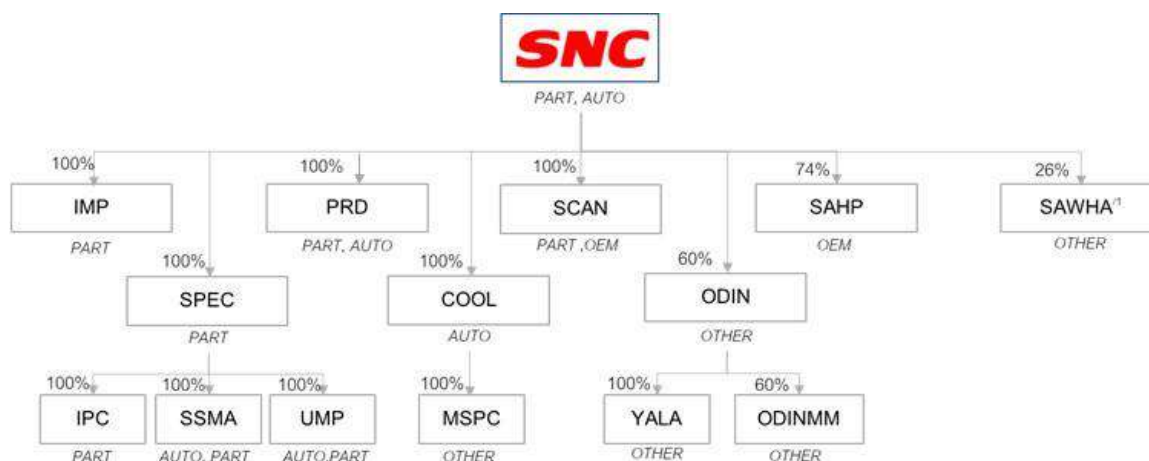 SNC
PART, AUTO
100% 100% 100% 74% 26%
IMP PRD SCAN SAHP SAWHA/1
PART PART, AUTO PART ,OEM OEM OTHER
100% 100% 60%
SPEC COOL ODIN
PART AUTO OTHER
100% 100% 100% 100% 100% 60%
IPC SSMA UMP MSPC YALA ODINMM
PART AUTO, PART AUTO,PART OTHER OTHER OTHER